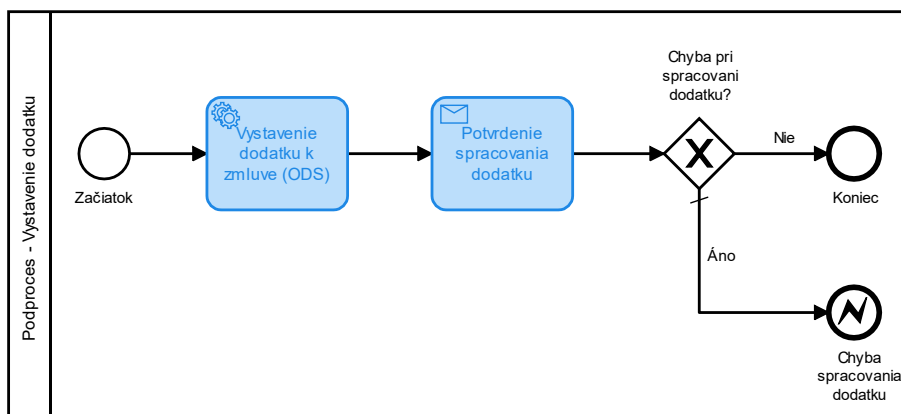 Podproces - Vystavenie dodatku
Začiatok
Vystavenie
dodatku k
zmluve (ODS)
Potvrdenie
spracovania
dodatku
Chyba pri
spracovani
dodatku?
Nie
Koniec
Áno
Chyba
spracovania
dodatku